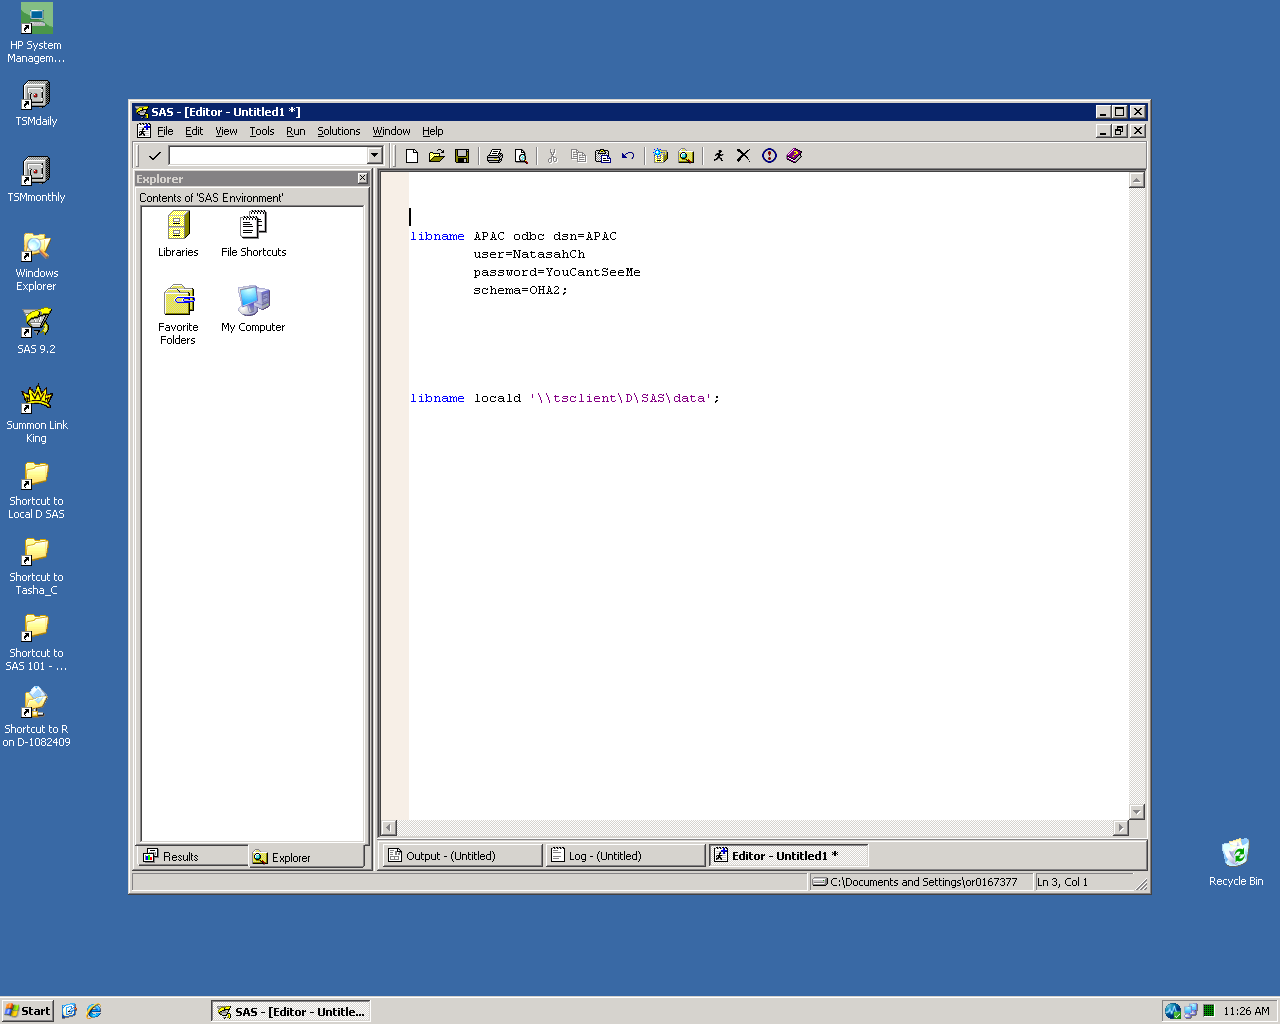 HP System
Managem...
TSMdaily
TSMmonthly
Windows
Explorer
SAS 9.2
Summon Link
King
Shortcut to
Local D SAS
Shortcut to
Tasha_C
Shortcut to
SAS 101 - ...
Shortcut to R
on D-1082409
SAS - [Editor - Untitled1 *]
File Edit View Tools Run Solutions Window Help
Explorer
Contents of 'SAS Environment'
Libraries
File Shortcuts
Favorite
Folders
My Computer
libname APAC odbc dsn=APAC
user=NatasahCh
password=YouCantSeeMe
schema=OHA2;
libname locald '\\tsclient\D\SAS\data';
Results
Explorer
Output - (Untitled)
Log - (Untitled)
Editor - Untitled1 *
C:\Documents and Settings\or0167377
Ln 3, Col 1
Recycle Bin
Start
SAS - [Editor - Untitle...
11:26 AM